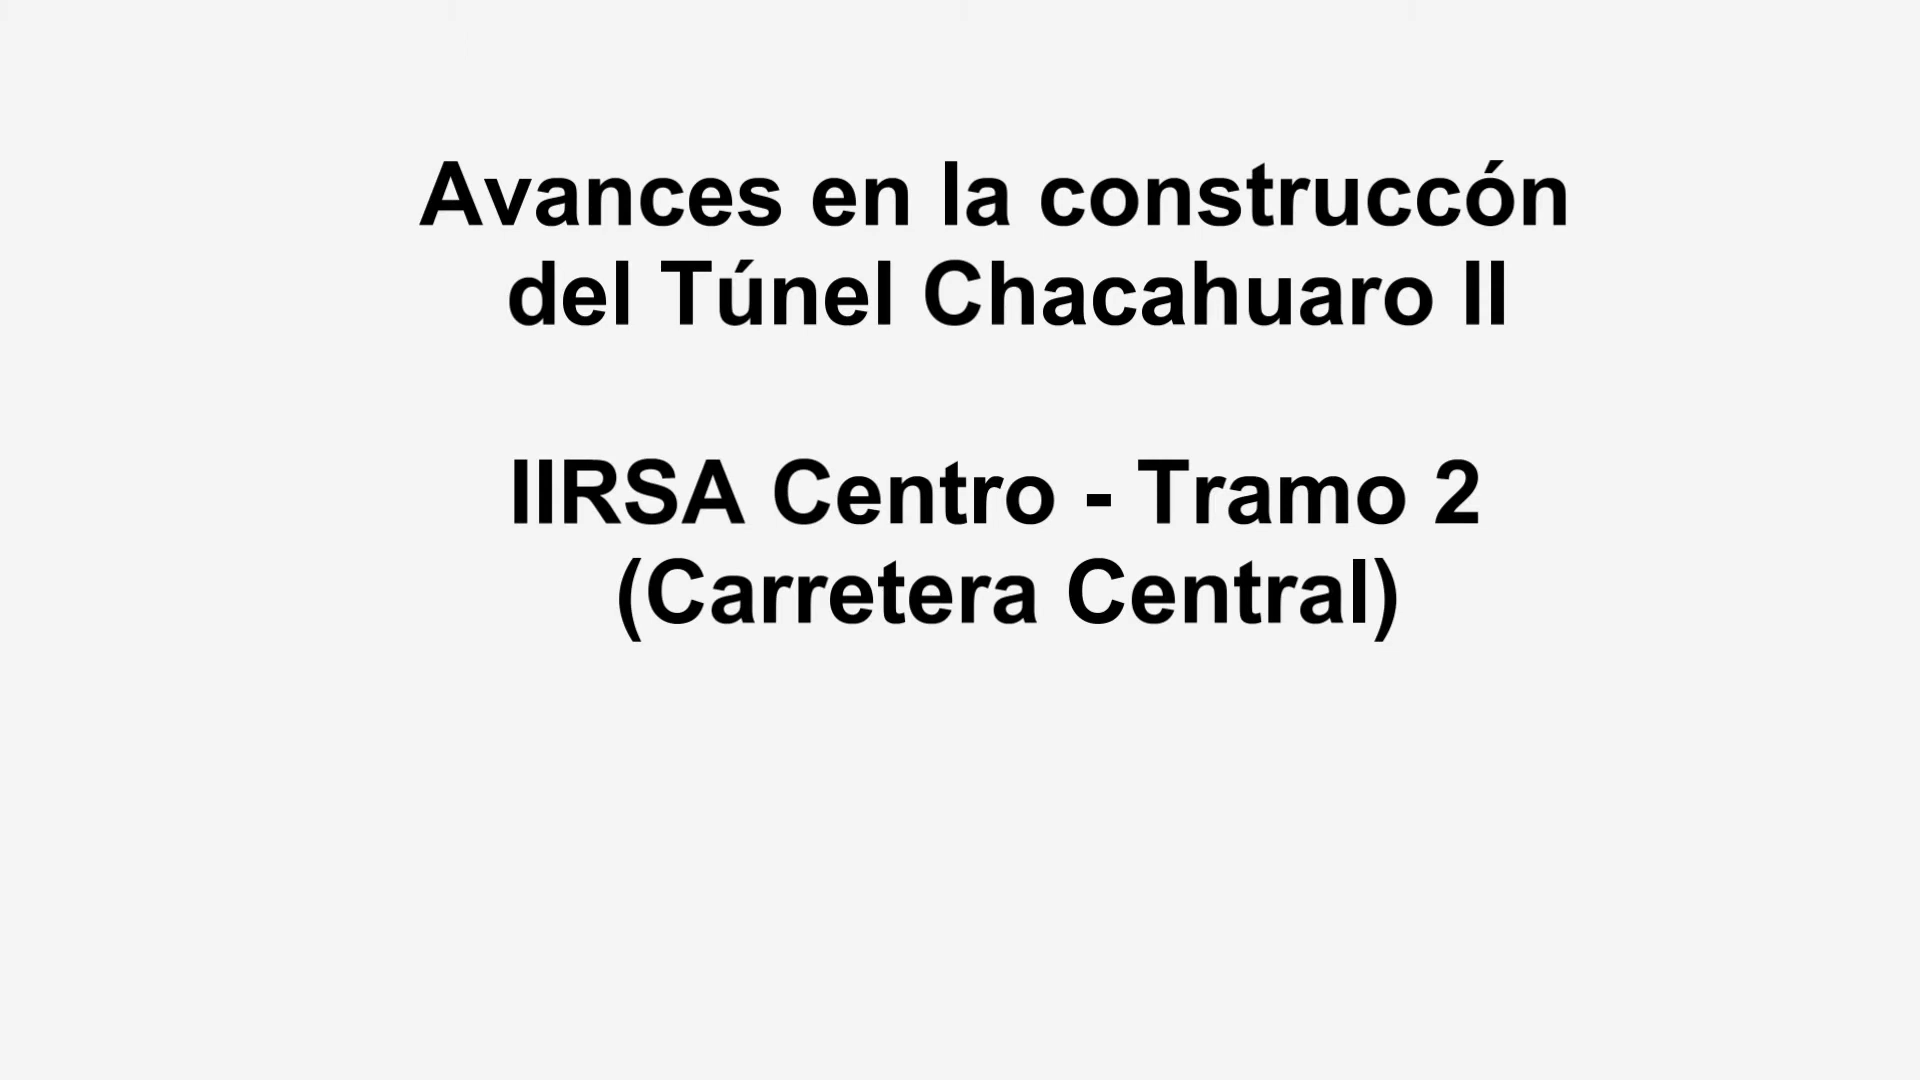 Avances en la construccón
del Túnel Chacahuaro II
IIRSA Centro - Tramo 2
(Carretera Central)